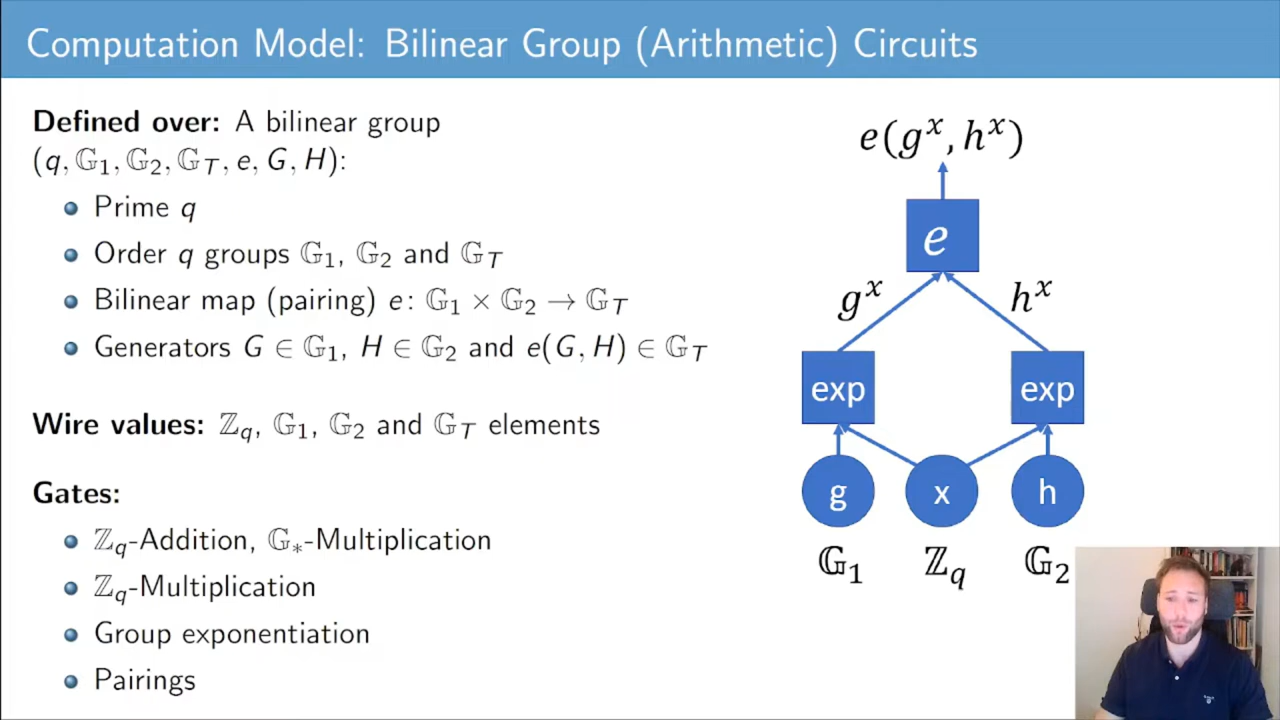 Computation Model: Bilinear Group (Arithmetic) Circuits
Defined over: A bilinear group
(q, 𝔾₁, 𝔾₂, 𝔾_T, e, G, H):
Prime q
Order q groups 𝔾₁, 𝔾₂ and 𝔾_T
Bilinear map (pairing) e: 𝔾₁ × 𝔾₂ → 𝔾_T
Generators G ∈ 𝔾₁, H ∈ 𝔾₂ and e(G, H) ∈ 𝔾_T
Wire values: ℤ_q, 𝔾₁, 𝔾₂ and 𝔾_T elements
Gates:
ℤ_q-Addition, 𝔾_*-Multiplication
ℤ_q-Multiplication
Group exponentiation
Pairings
e(g^x, h^x)
e
g^x h^x
exp exp
g x h
𝔾₁ ℤ_q 𝔾₂